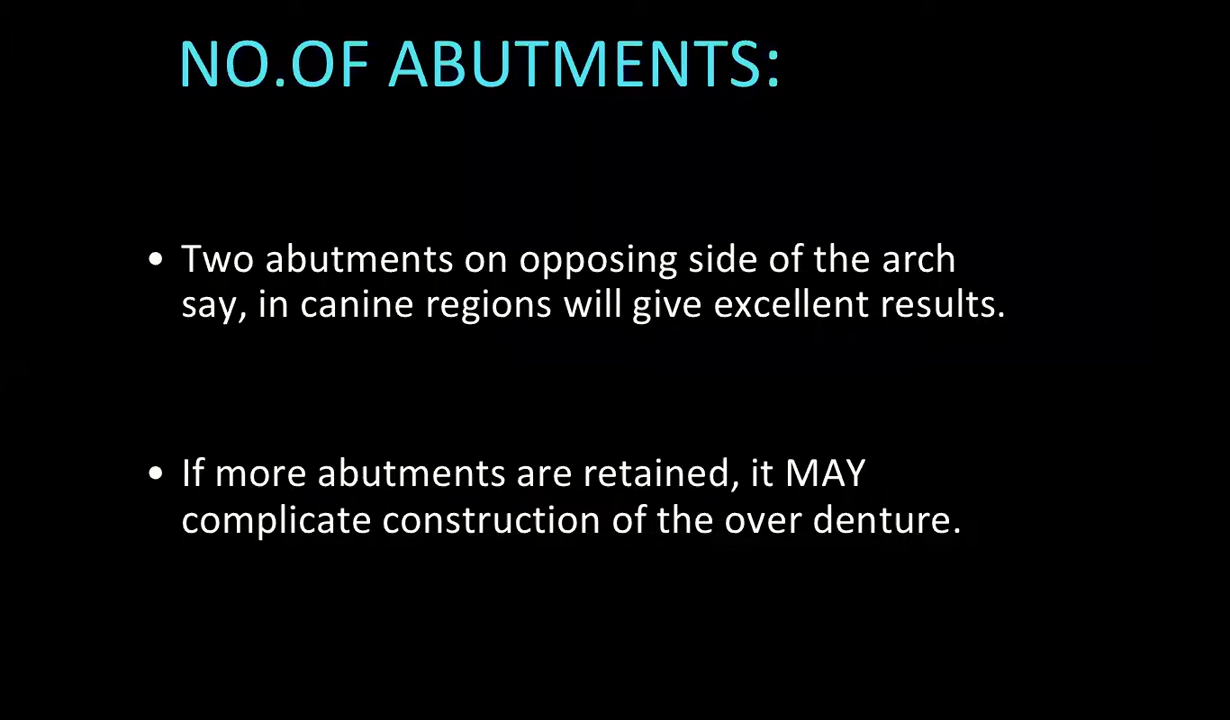 NO.OF ABUTMENTS:
• Two abutments on opposing side of the arch
say, in canine regions will give excellent results.
• If more abutments are retained, it MAY
complicate construction of the over denture.